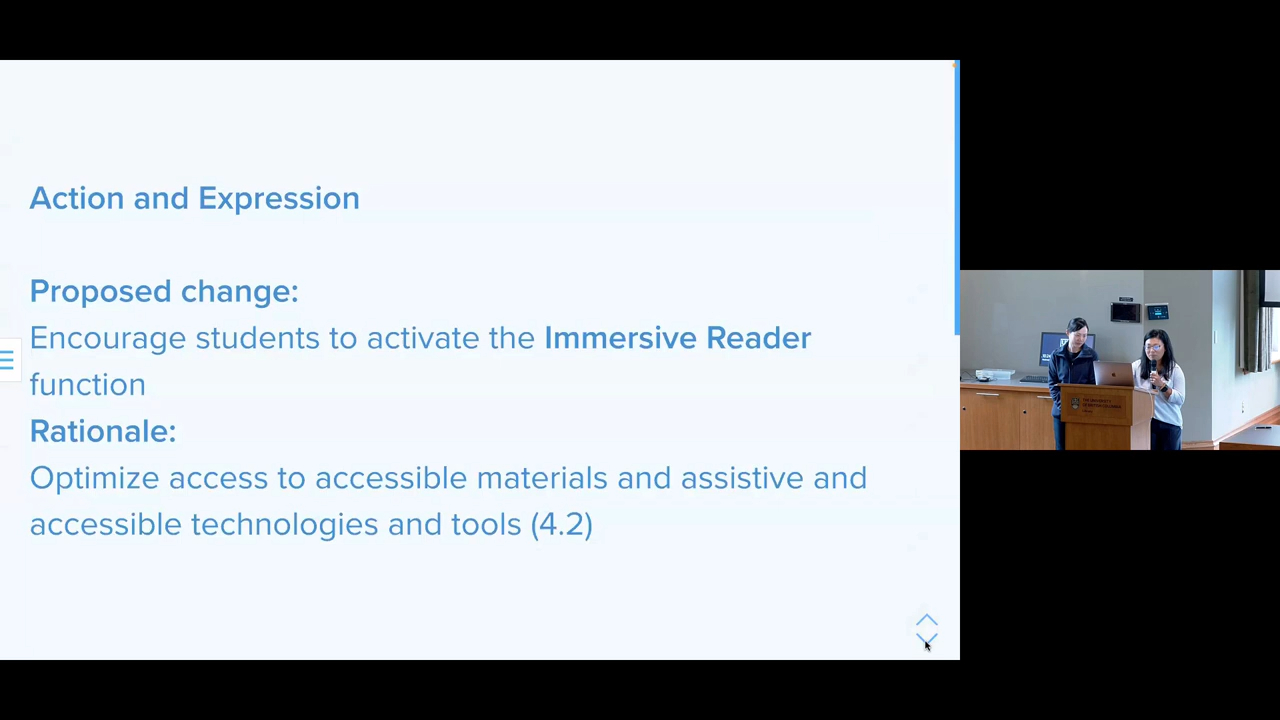 Action and Expression
Proposed change:
Encourage students to activate the Immersive Reader
function
Rationale:
Optimize access to accessible materials and assistive and
accessible technologies and tools (4.2)